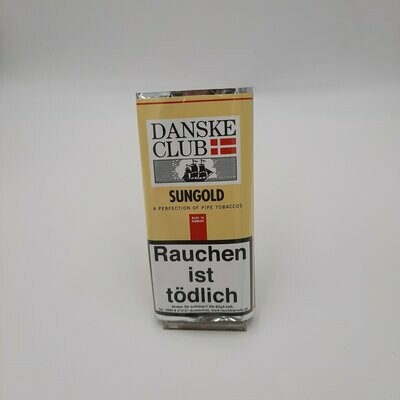 DANSKE
CLUB
SUNGOLD
A PERFECTION OF PIPE TOBACCOS
Rauchen
ist
tödlich